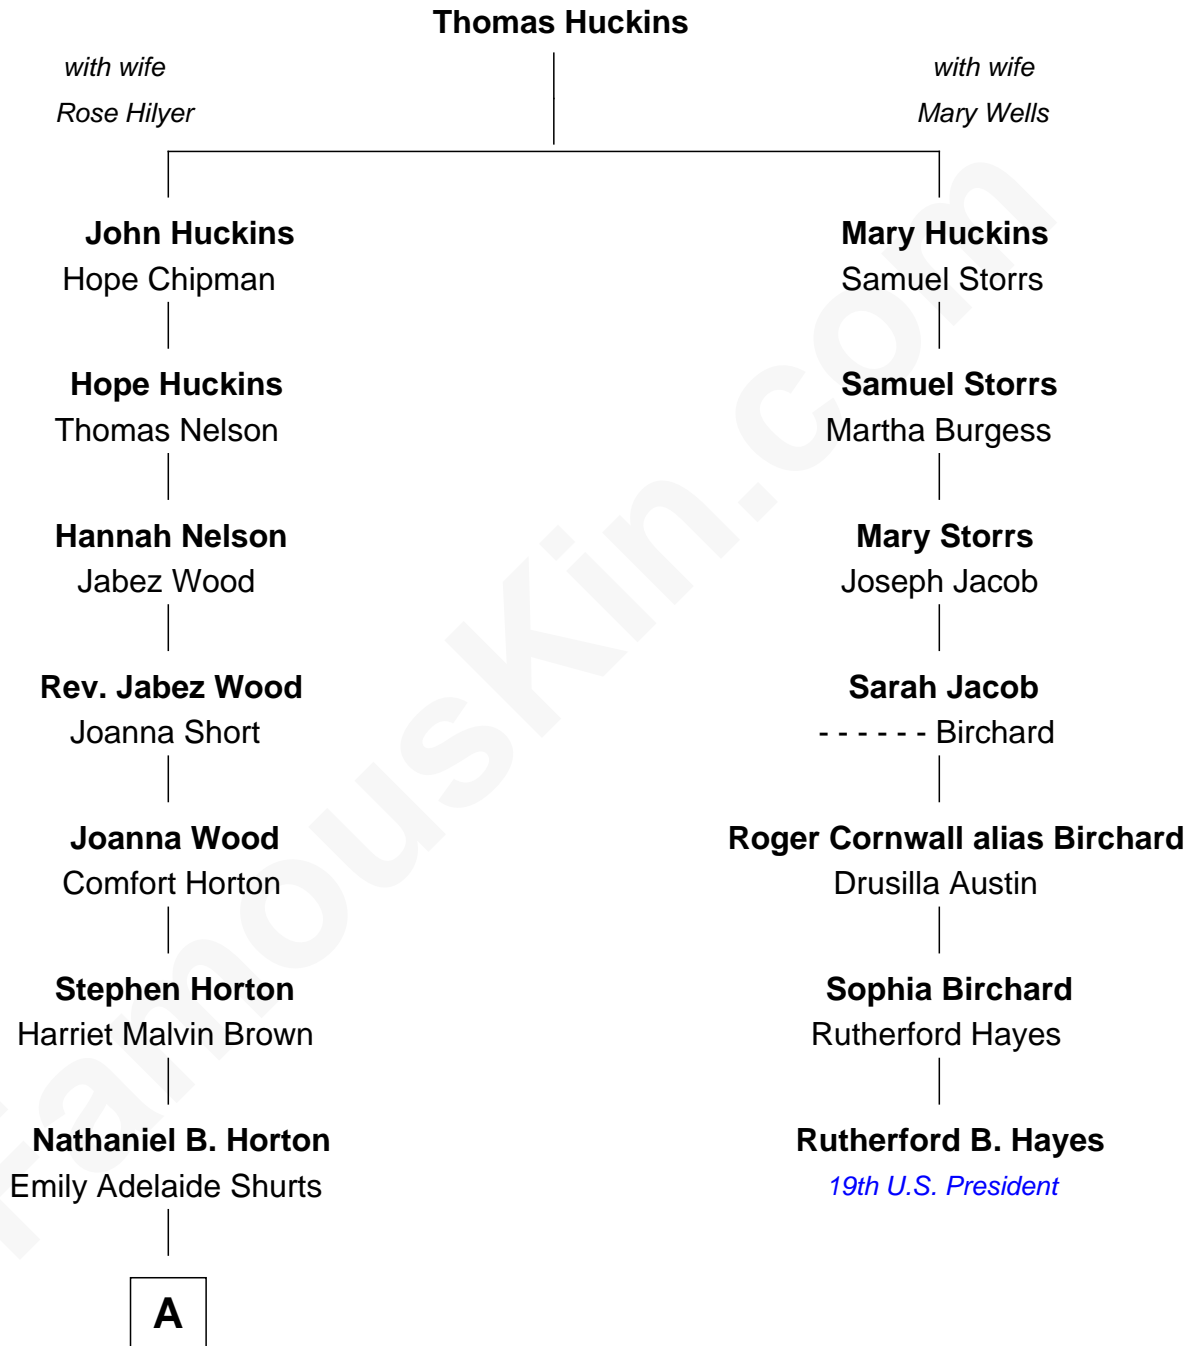 Thomas Huckins
with wife
Rose Hilyer
with wife
Mary Wells
John Huckins
Hope Chipman
Mary Huckins
Samuel Storrs
Hope Huckins
Thomas Nelson
Samuel Storrs
Martha Burgess
Hannah Nelson
Jabez Wood
Mary Storrs
Joseph Jacob
Rev. Jabez Wood
Joanna Short
Sarah Jacob
- - - - - - Birchard
Joanna Wood
Comfort Horton
Roger Cornwall alias Birchard
Drusilla Austin
Stephen Horton
Harriet Malvin Brown
Sophia Birchard
Rutherford Hayes
Nathaniel B. Horton
Emily Adelaide Shurts
Rutherford B. Hayes
19th U.S. President
A
FamousKin.com